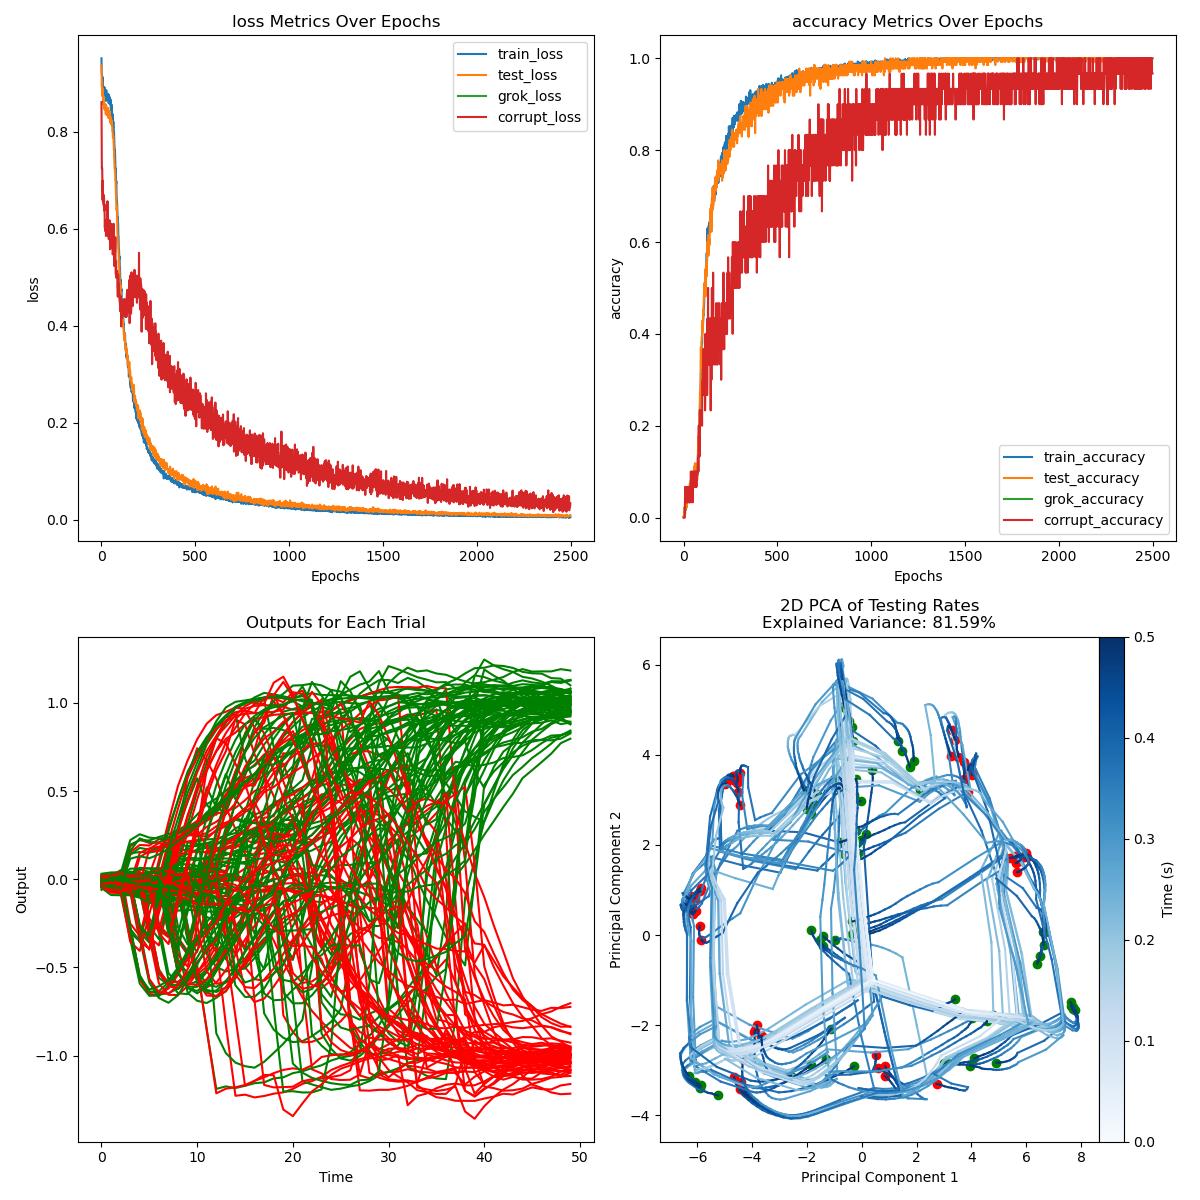 loss Metrics Over Epochs
train_loss
test_loss
grok_loss
corrupt_loss
loss
0.8
0.6
0.4
0.2
0.0
0 500 1000 1500 2000 2500
Epochs
accuracy Metrics Over Epochs
accuracy
1.0
0.8
0.6
0.4
0.2
0.0
train_accuracy
test_accuracy
grok_accuracy
corrupt_accuracy
0 500 1000 1500 2000 2500
Epochs
Outputs for Each Trial
Output
1.0
0.5
0.0
−0.5
−1.0
0 10 20 30 40 50
Time
2D PCA of Testing Rates
Explained Variance: 81.59%
Principal Component 2
6
4
2
0
−2
−4
−6 −4 −2 0 2 4 6 8
Principal Component 1
0.5
0.4
0.3
0.2
0.1
0.0
Time (s)